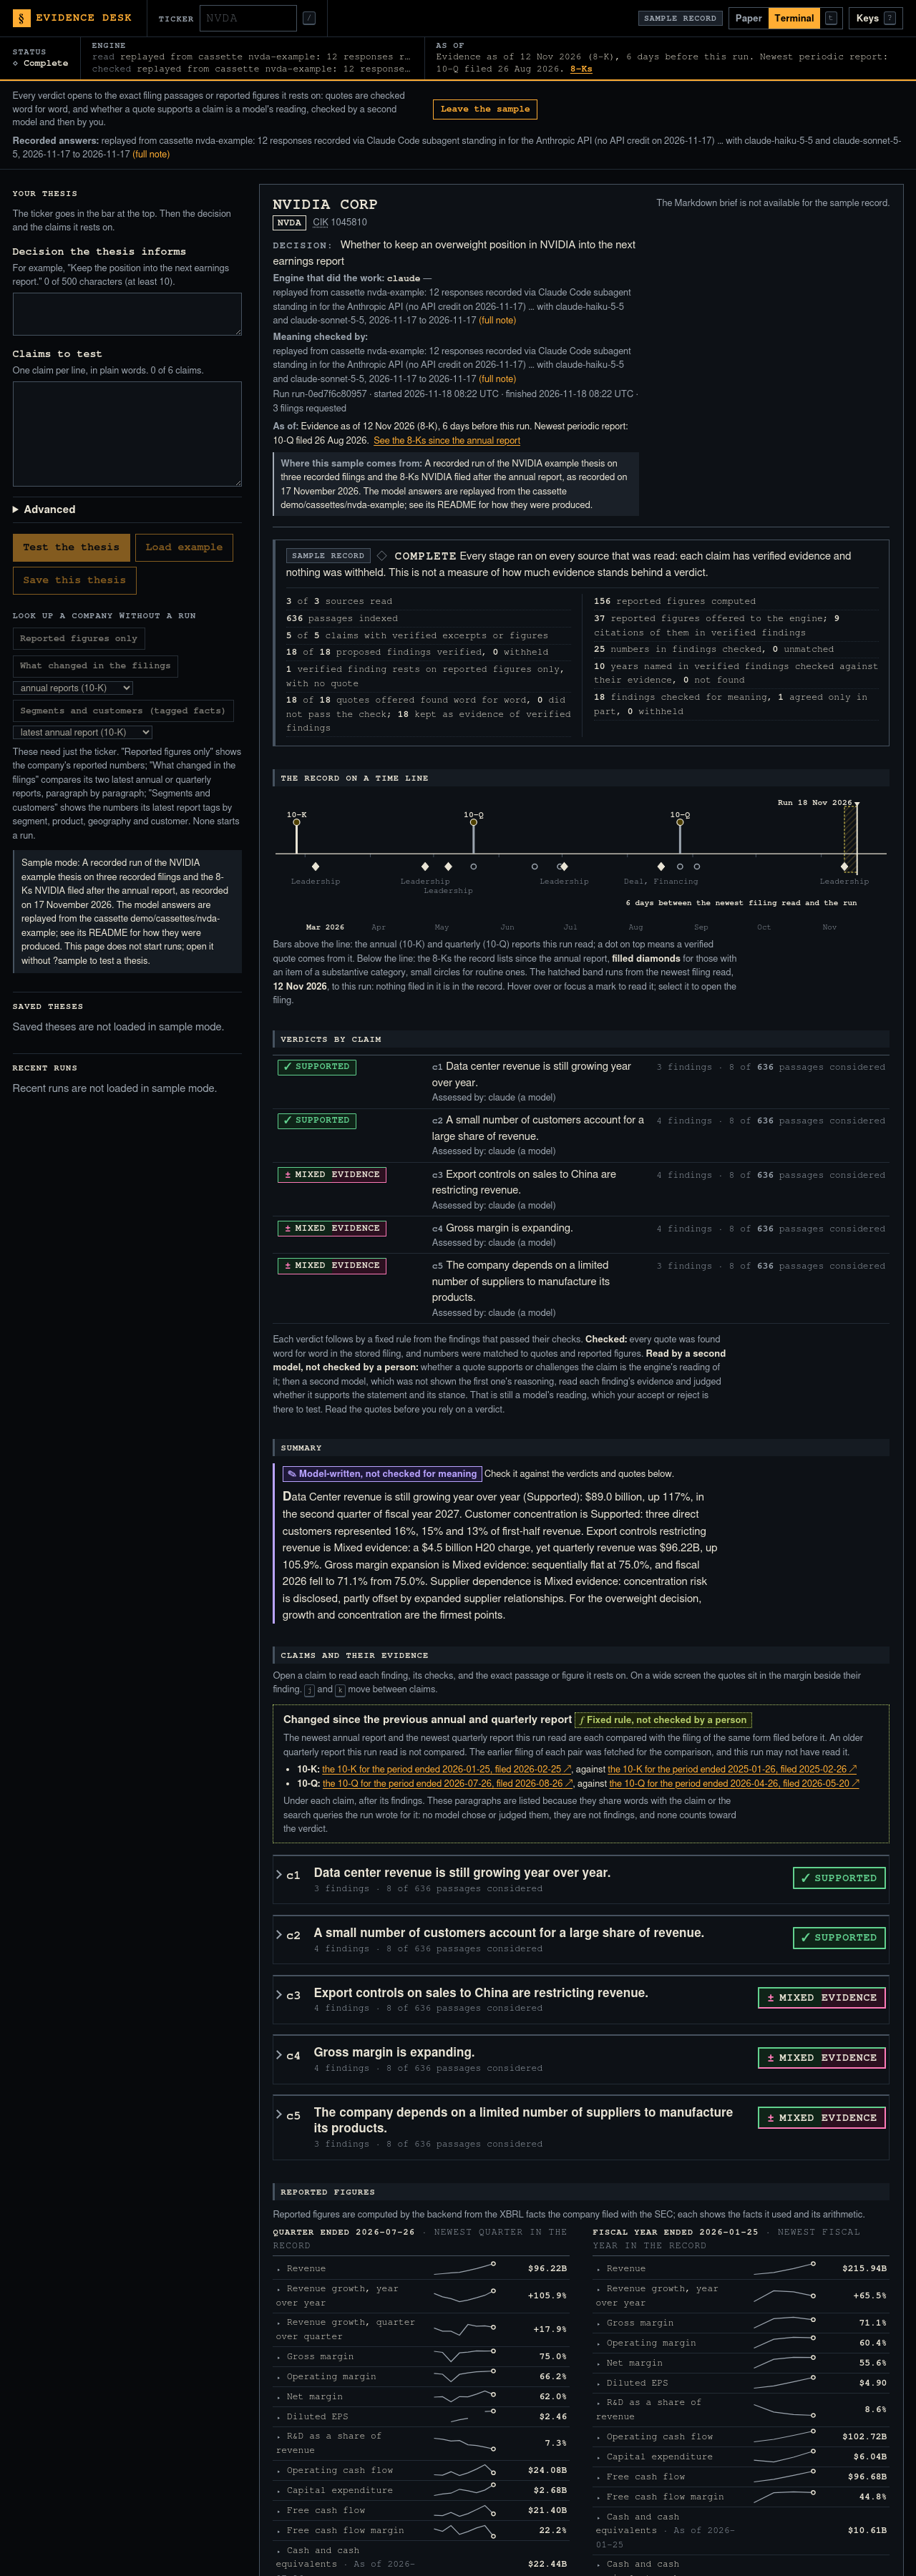 § EVIDENCE DESK
TICKER NVDA /
SAMPLE RECORD Paper Terminal t Keys ?
STATUS
◇ Complete
ENGINE
read replayed from cassette nvda-example: 12 responses r…
checked replayed from cassette nvda-example: 12 response…
AS OF
Evidence as of 12 Nov 2026 (8-K), 6 days before this run. Newest periodic report:
10-Q filed 26 Aug 2026. 8-Ks
Every verdict opens to the exact filing passages or reported figures it rests on: quotes are checked
word for word, and whether a quote supports a claim is a model's reading, checked by a second
model and then by you.
Leave the sample
Recorded answers: replayed from cassette nvda-example: 12 responses recorded via Claude Code subagent standing in for the Anthropic API (no API credit on 2026-11-17) ... with claude-haiku-5-5 and claude-sonnet-5-
5, 2026-11-17 to 2026-11-17 (full note)
YOUR THESIS
The ticker goes in the bar at the top. Then the decision
and the claims it rests on.
Decision the thesis informs
For example, "Keep the position into the next earnings
report." 0 of 500 characters (at least 10).
Claims to test
One claim per line, in plain words. 0 of 6 claims.
▶ Advanced
Test the thesis
Load example
Save this thesis
LOOK UP A COMPANY WITHOUT A RUN
Reported figures only
What changed in the filings
annual reports (10-K)
Segments and customers (tagged facts)
latest annual report (10-K)
These need just the ticker. "Reported figures only" shows
the company's reported numbers; "What changed in the
filings" compares its two latest annual or quarterly
reports, paragraph by paragraph; "Segments and
customers" shows the numbers its latest report tags by
segment, product, geography and customer. None starts
a run.
Sample mode: A recorded run of the NVIDIA
example thesis on three recorded filings and the 8-
Ks NVIDIA filed after the annual report, as recorded
on 17 November 2026. The model answers are
replayed from the cassette demo/cassettes/nvda-
example; see its README for how they were
produced. This page does not start runs; open it
without ?sample to test a thesis.
SAVED THESES
Saved theses are not loaded in sample mode.
RECENT RUNS
Recent runs are not loaded in sample mode.
NVIDIA CORP
NVDA CIK 1045810
The Markdown brief is not available for the sample record.
DECISION: Whether to keep an overweight position in NVIDIA into the next
earnings report
Engine that did the work: claude —
replayed from cassette nvda-example: 12 responses recorded via Claude Code subagent
standing in for the Anthropic API (no API credit on 2026-11-17) ... with claude-haiku-5-5
and claude-sonnet-5-5, 2026-11-17 to 2026-11-17 (full note)
Meaning checked by:
replayed from cassette nvda-example: 12 responses recorded via Claude Code subagent
standing in for the Anthropic API (no API credit on 2026-11-17) ... with claude-haiku-5-5
and claude-sonnet-5-5, 2026-11-17 to 2026-11-17 (full note)
Run run-0ed7f6c80957 · started 2026-11-18 08:22 UTC · finished 2026-11-18 08:22 UTC ·
3 filings requested
As of: Evidence as of 12 Nov 2026 (8-K), 6 days before this run. Newest periodic report:
10-Q filed 26 Aug 2026. See the 8-Ks since the annual report
Where this sample comes from: A recorded run of the NVIDIA example thesis on
three recorded filings and the 8-Ks NVIDIA filed after the annual report, as recorded on
17 November 2026. The model answers are replayed from the cassette
demo/cassettes/nvda-example; see its README for how they were produced.
SAMPLE RECORD ◇ COMPLETE Every stage ran on every source that was read: each claim has verified evidence and
nothing was withheld. This is not a measure of how much evidence stands behind a verdict.
3 of 3 sources read
636 passages indexed
5 of 5 claims with verified excerpts or figures
18 of 18 proposed findings verified, 0 withheld
1 verified finding rests on reported figures only,
with no quote
18 of 18 quotes offered found word for word, 0 did
not pass the check; 18 kept as evidence of verified
findings
156 reported figures computed
37 reported figures offered to the engine; 9
citations of them in verified findings
25 numbers in findings checked, 0 unmatched
10 years named in verified findings checked against
their evidence, 0 not found
18 findings checked for meaning, 1 agreed only in
part, 0 withheld
THE RECORD ON A TIME LINE
Run 18 Nov 2026
10-K 10-Q 10-Q
Leadership Leadership Leadership Deal, Financing Leadership
Leadership
6 days between the newest filing read and the run
Mar 2026 Apr May Jun Jul Aug Sep Oct Nov
Bars above the line: the annual (10-K) and quarterly (10-Q) reports this run read; a dot on top means a verified
quote comes from it. Below the line: the 8-Ks the record lists since the annual report, filled diamonds for those with
an item of a substantive category, small circles for routine ones. The hatched band runs from the newest filing read,
12 Nov 2026, to this run: nothing filed in it is in the record. Hover over or focus a mark to read it; select it to open the
filing.
VERDICTS BY CLAIM
✓ SUPPORTED
c1 Data center revenue is still growing year
over year.
Assessed by: claude (a model)
3 findings · 8 of 636 passages considered
✓ SUPPORTED
c2 A small number of customers account for a
large share of revenue.
Assessed by: claude (a model)
4 findings · 8 of 636 passages considered
± MIXED EVIDENCE
c3 Export controls on sales to China are
restricting revenue.
Assessed by: claude (a model)
4 findings · 8 of 636 passages considered
± MIXED EVIDENCE
c4 Gross margin is expanding.
Assessed by: claude (a model)
4 findings · 8 of 636 passages considered
± MIXED EVIDENCE
c5 The company depends on a limited
number of suppliers to manufacture its
products.
Assessed by: claude (a model)
3 findings · 8 of 636 passages considered
Each verdict follows by a fixed rule from the findings that passed their checks. Checked: every quote was found
word for word in the stored filing, and numbers were matched to quotes and reported figures. Read by a second
model, not checked by a person: whether a quote supports or challenges the claim is the engine's reading of
it; then a second model, which was not shown the first one's reasoning, read each finding's evidence and judged
whether it supports the statement and its stance. That is still a model's reading, which you accept or reject is
there to test. Read the quotes before you rely on a verdict.
SUMMARY
✎ Model-written, not checked for meaning Check it against the verdicts and quotes below.
Data Center revenue is still growing year over year (Supported): $89.0 billion, up 117%, in
the second quarter of fiscal year 2027. Customer concentration is Supported: three direct
customers represented 16%, 15% and 13% of first-half revenue. Export controls restricting
revenue is Mixed evidence: a $4.5 billion H20 charge, yet quarterly revenue was $96.22B, up
105.9%. Gross margin expansion is Mixed evidence: sequentially flat at 75.0%, and fiscal
2026 fell to 71.1% from 75.0%. Supplier dependence is Mixed evidence: concentration risk
is disclosed, partly offset by expanded supplier relationships. For the overweight decision,
growth and concentration are the firmest points.
CLAIMS AND THEIR EVIDENCE
Open a claim to read each finding, its checks, and the exact passage or figure it rests on. On a wide screen the quotes sit in the margin beside their
finding. j and k move between claims.
Changed since the previous annual and quarterly report ƒ Fixed rule, not checked by a person
The newest annual report and the newest quarterly report this run read are each compared with the filing of the same form filed before it. An older
quarterly report this run read is not compared. The earlier filing of each pair was fetched for the comparison, and this run may not have read it.
• 10-K: the 10-K for the period ended 2026-01-25, filed 2026-02-25 ↗, against the 10-K for the period ended 2025-01-26, filed 2025-02-26 ↗
• 10-Q: the 10-Q for the period ended 2026-07-26, filed 2026-08-26 ↗, against the 10-Q for the period ended 2026-04-26, filed 2026-05-20 ↗
Under each claim, after its findings. These paragraphs are listed because they share words with the claim or the
search queries the run wrote for it: no model chose or judged them, they are not findings, and none counts toward
the verdict.
c1 Data center revenue is still growing year over year.
3 findings · 8 of 636 passages considered
✓ SUPPORTED
c2 A small number of customers account for a large share of revenue.
4 findings · 8 of 636 passages considered
✓ SUPPORTED
c3 Export controls on sales to China are restricting revenue.
4 findings · 8 of 636 passages considered
± MIXED EVIDENCE
c4 Gross margin is expanding.
4 findings · 8 of 636 passages considered
± MIXED EVIDENCE
c5 The company depends on a limited number of suppliers to manufacture
its products.
3 findings · 8 of 636 passages considered
± MIXED EVIDENCE
REPORTED FIGURES
Reported figures are computed by the backend from the XBRL facts the company filed with the SEC; each shows the facts it used and its arithmetic.
QUARTER ENDED 2026-07-26 · NEWEST QUARTER IN THE
RECORD
Revenue $96.22B
Revenue growth, year
over year +105.9%
Revenue growth, quarter
over quarter +17.9%
Gross margin 75.0%
Operating margin 66.2%
Net margin 62.0%
Diluted EPS $2.46
R&D as a share of
revenue 7.3%
Operating cash flow $24.08B
Capital expenditure $2.68B
Free cash flow $21.40B
Free cash flow margin 22.2%
Cash and cash
equivalents · As of 2026- $22.44B
FISCAL YEAR ENDED 2026-01-25 · NEWEST FISCAL
YEAR IN THE RECORD
Revenue $215.94B
Revenue growth, year
over year +65.5%
Gross margin 71.1%
Operating margin 60.4%
Net margin 55.6%
Diluted EPS $4.90
R&D as a share of
revenue 8.6%
Operating cash flow $102.72B
Capital expenditure $6.04B
Free cash flow $96.68B
Free cash flow margin 44.8%
Cash and cash
equivalents · As of 2026-
01-25 $10.61B
Cash and cash